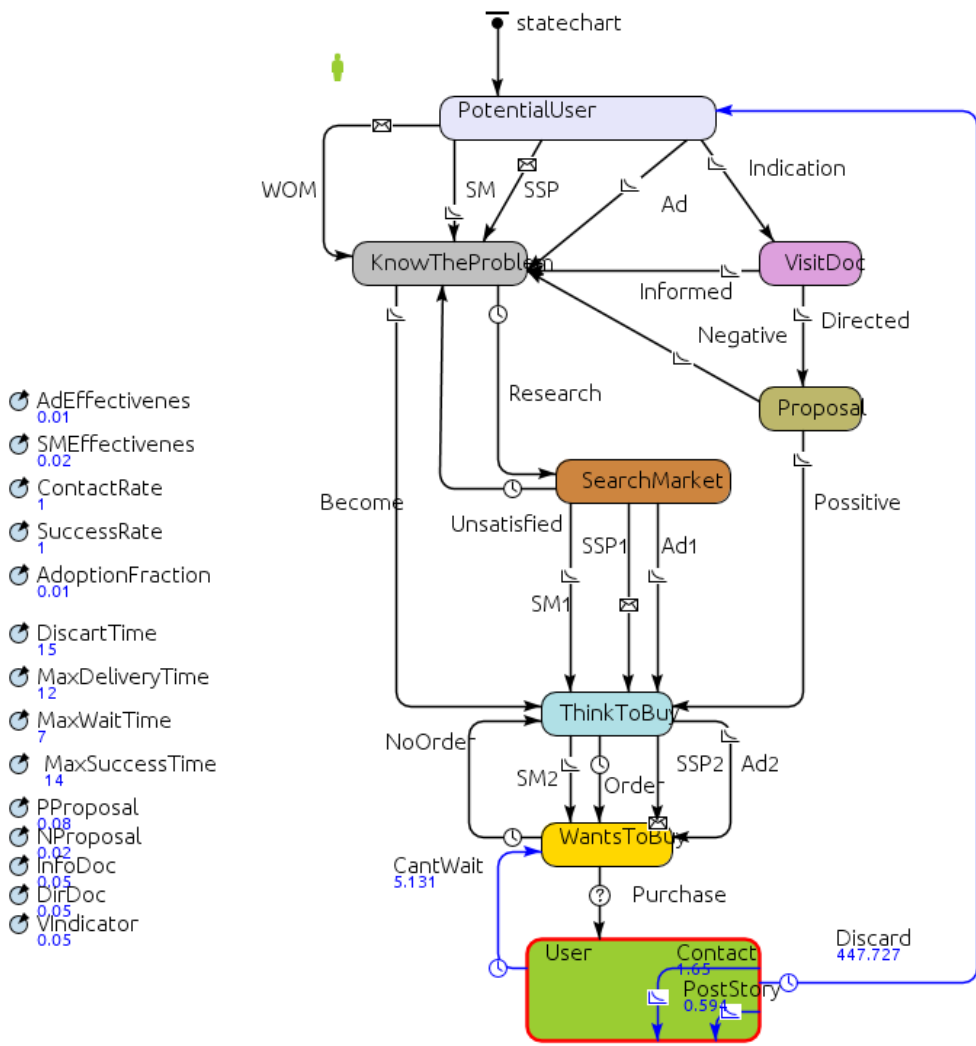 statechart
PotentialUser
WOM
SM
SSP
Ad
Indication
KnowTheProblem
VisitDoc
Informed
Directed
Negative
Proposal
Research
AdEffectivenes
0.01
SMEffectivenes
0.02
ContactRate
1
SuccessRate
1
AdoptionFraction
0.01
DiscartTime
15
MaxDeliveryTime
12
MaxWaitTime
7
MaxSuccessTime
14
PProposal
0.08
NProposal
0.02
InfoDoc
0.05
DirDoc
0.05
VIndicator
0.05
Become
SearchMarket
Unsatisfied
Possitive
SSP1
Ad1
SM1
ThinkToBuy
NoOrder
SM2
Order
SSP2
Ad2
WantsToBuy
CantWait
5.131
Purchase
User
Contact
1.65
PostStory
0.594
Discard
447.727